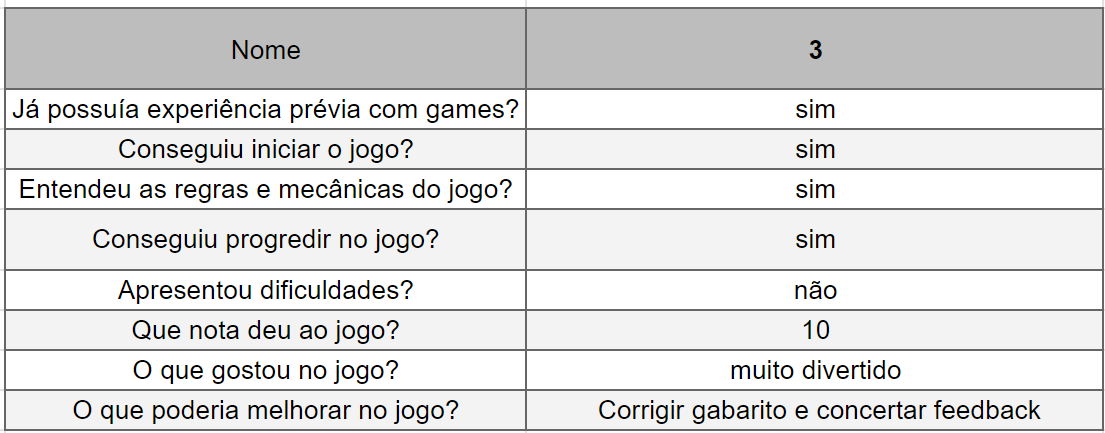 Nome 3
Já possuía experiência prévia com games? sim
Conseguiu iniciar o jogo? sim
Entendeu as regras e mecânicas do jogo? sim
Conseguiu progredir no jogo? sim
Apresentou dificuldades? não
Que nota deu ao jogo? 10
O que gostou no jogo? muito divertido
O que poderia melhorar no jogo? Corrigir gabarito e concertar feedback